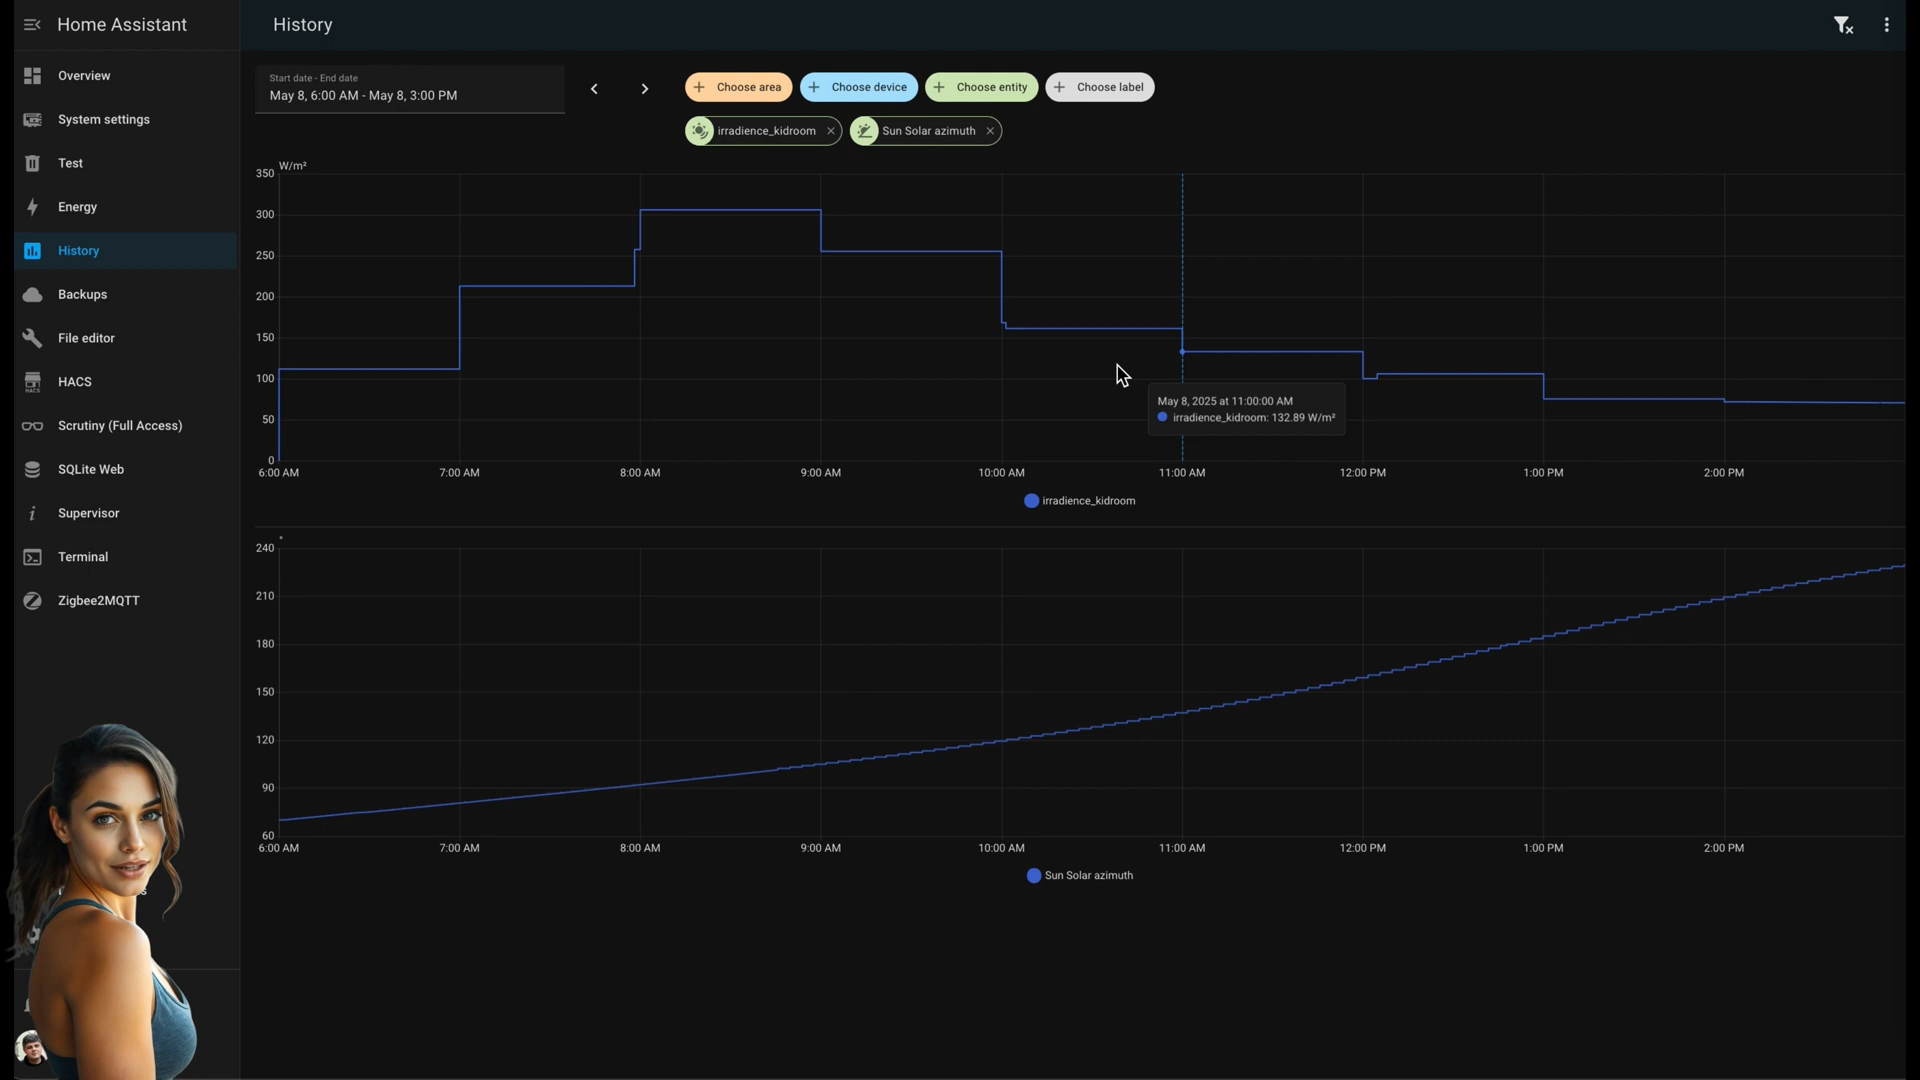 Home Assistant
History
Overview
System settings
Test
Energy
History
Backups
File editor
HACS
HACS
Scrutiny (Full Access)
SQLite Web
Supervisor
Terminal
Zigbee2MQTT
Start date - End date
May 8, 6:00 AM - May 8, 3:00 PM
Choose area
Choose device
Choose entity
Choose label
irradience_kidroom
Sun Solar azimuth
W/m²
350
300
250
200
150
100
50
0
6:00 AM 7:00 AM 8:00 AM 9:00 AM 10:00 AM 11:00 AM 12:00 PM 1:00 PM 2:00 PM
May 8, 2025 at 11:00:00 AM
irradience_kidroom: 132.89 W/m²
irradience_kidroom
°
240
210
180
150
120
90
60
6:00 AM 7:00 AM 8:00 AM 9:00 AM 10:00 AM 11:00 AM 12:00 PM 1:00 PM 2:00 PM
Sun Solar azimuth